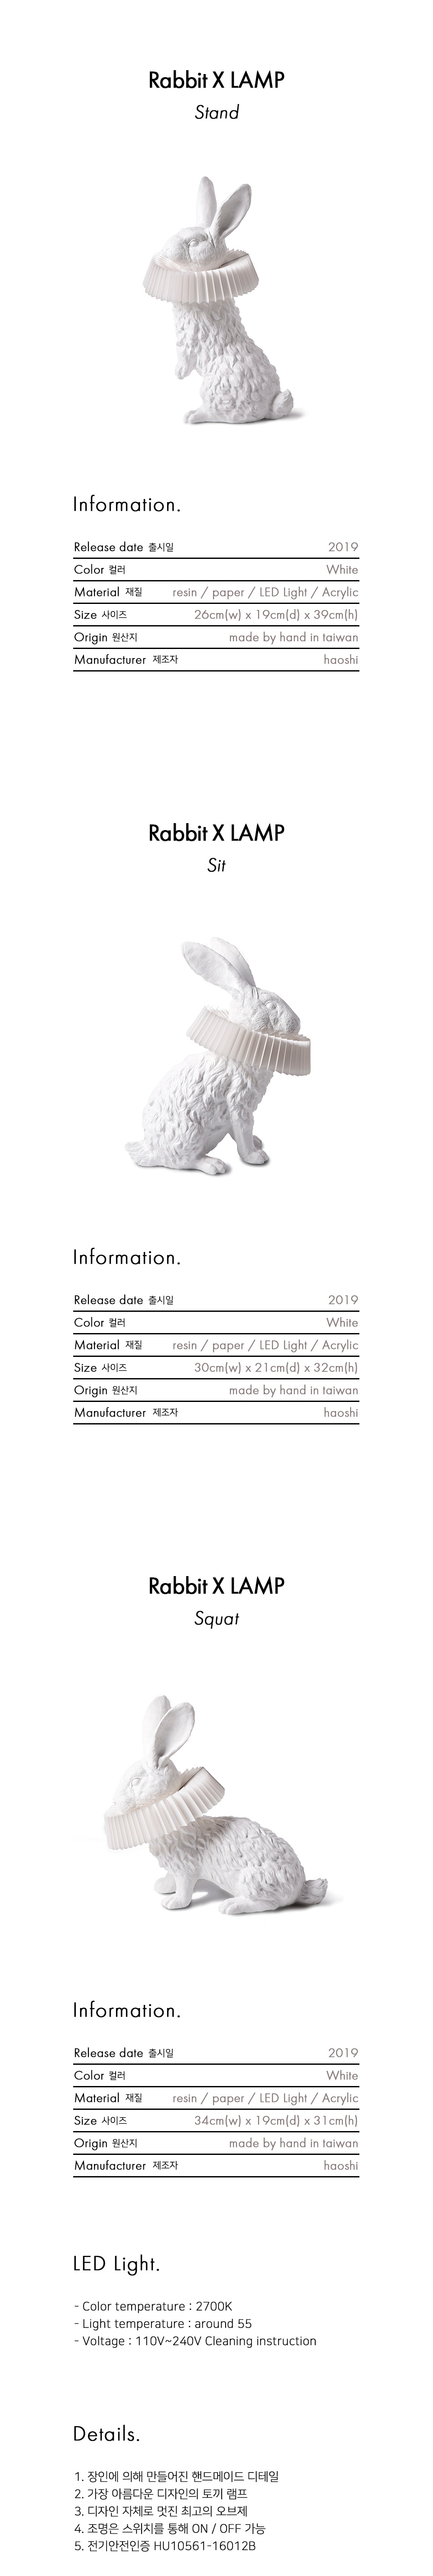 Rabbit X LAMP
Stand
Information.
Release date 출시일 2019
Color 컬러 White
Material 재질 resin / paper / LED Light / Acrylic
Size 사이즈 26cm(w) x 19cm(d) x 39cm(h)
Origin 원산지 made by hand in taiwan
Manufacturer 제조자 haoshi
Rabbit X LAMP
Sit
Information.
Release date 출시일 2019
Color 컬러 White
Material 재질 resin / paper / LED Light / Acrylic
Size 사이즈 30cm(w) x 21cm(d) x 32cm(h)
Origin 원산지 made by hand in taiwan
Manufacturer 제조자 haoshi
Rabbit X LAMP
Squat
Information.
Release date 출시일 2019
Color 컬러 White
Material 재질 resin / paper / LED Light / Acrylic
Size 사이즈 34cm(w) x 19cm(d) x 31cm(h)
Origin 원산지 made by hand in taiwan
Manufacturer 제조자 haoshi
LED Light.
- Color temperature : 2700K
- Light temperature : around 55
- Voltage : 110V~240V Cleaning instruction
Details.
1. 장인에 의해 만들어진 핸드메이드 디테일
2. 가장 아름다운 디자인의 토끼 램프
3. 디자인 자체로 멋진 최고의 오브제
4. 조명은 스위치를 통해 ON / OFF 가능
5. 전기안전인증 HU10561-16012B